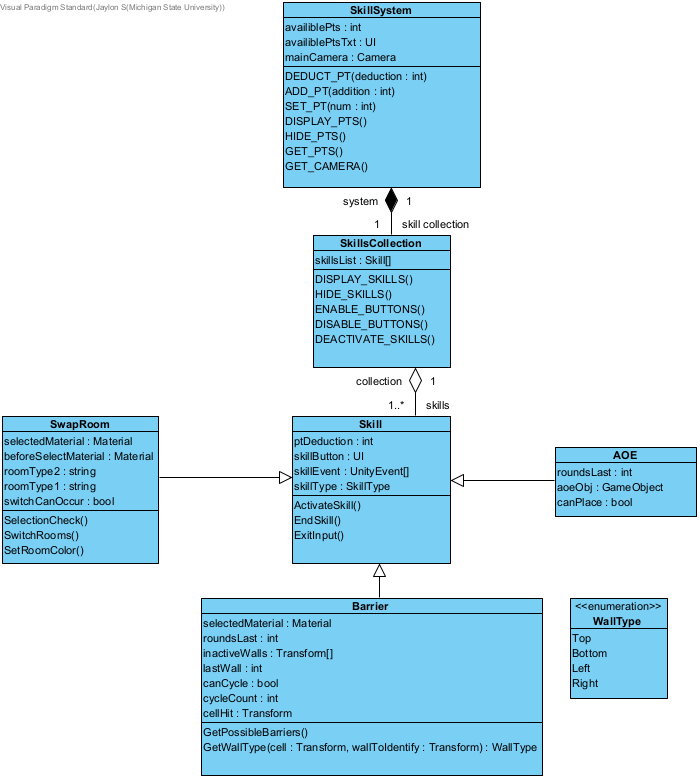 Visual Paradigm Standard(Jaylon S(Michigan State University))
SkillSystem
availiblePts : int
availiblePtsTxt : UI
mainCamera : Camera
DEDUCT_PT(deduction : int)
ADD_PT(addition : int)
SET_PT(num : int)
DISPLAY_PTS()
HIDE_PTS()
GET_PTS()
GET_CAMERA()
system
1
1
skill collection
SkillsCollection
skillsList : Skill[]
DISPLAY_SKILLS()
HIDE_SKILLS()
ENABLE_BUTTONS()
DISABLE_BUTTONS()
DEACTIVATE_SKILLS()
collection
1
1..*
skills
SwapRoom
selectedMaterial : Material
beforeSelectMaterial : Material
roomType2 : string
roomType1 : string
switchCanOccur : bool
SelectionCheck()
SwitchRooms()
SetRoomColor()
Skill
ptDeduction : int
skillButton : UI
skillEvent : UnityEvent[]
skillType : SkillType
ActivateSkill()
EndSkill()
ExitInput()
AOE
roundsLast : int
aoeObj : GameObject
canPlace : bool
Barrier
selectedMaterial : Material
roundsLast : int
inactiveWalls : Transform[]
lastWall : int
canCycle : bool
cycleCount : int
cellHit : Transform
GetPossibleBarriers()
GetWallType(cell : Transform, wallToIdentify : Transform) : WallType
<<enumeration>>
WallType
Top
Bottom
Left
Right